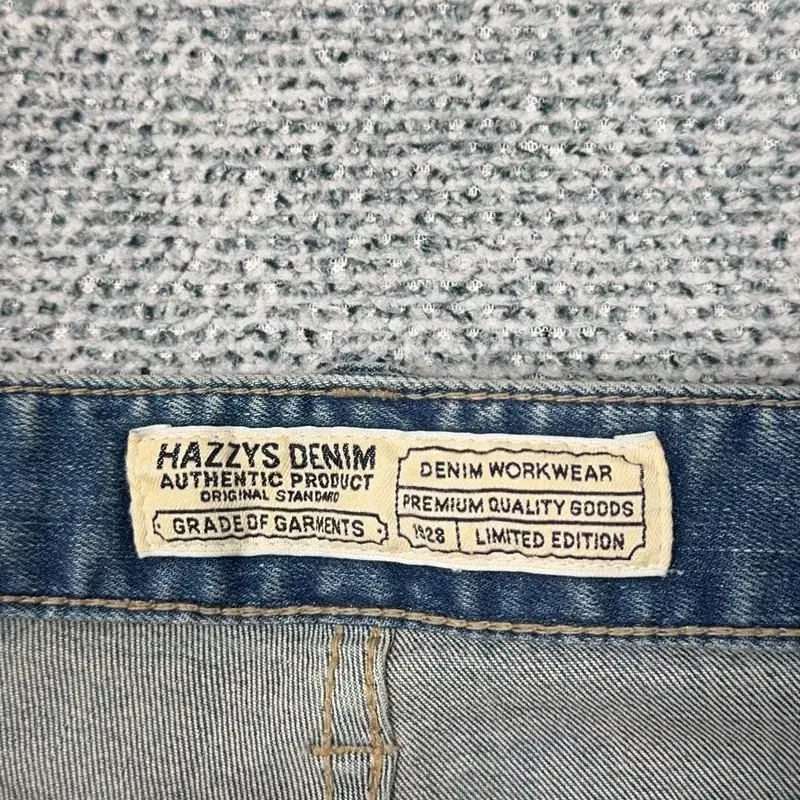 HAZZYS DENIM
AUTHENTIC PRODUCT
ORIGINAL STANDARD
GRADE OF GARMENTS
DENIM WORKWEAR
PREMIUM QUALITY GOODS
1928 LIMITED EDITION